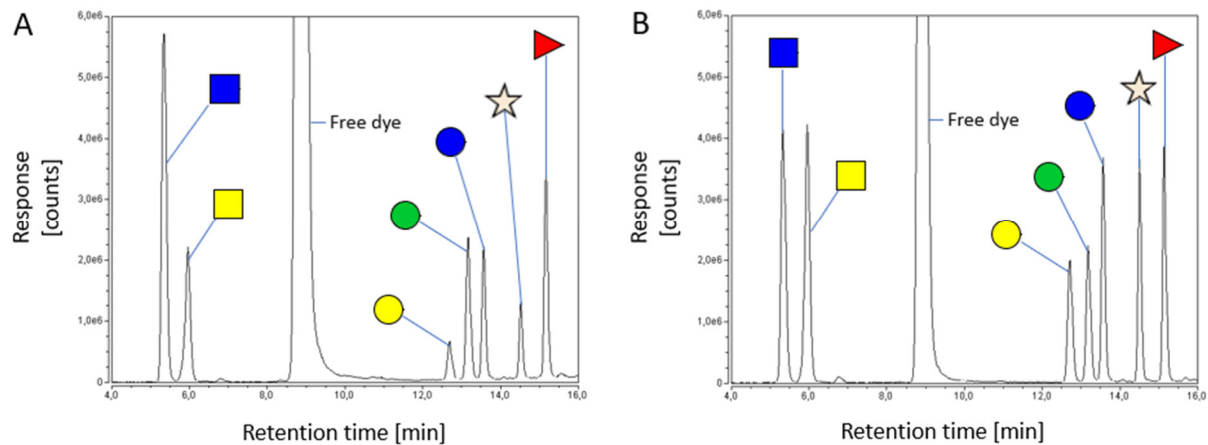 A
Response
[counts]
6,0e6
5,0e6
4,0e6
3,0e6
2,0e6
1,0e6
0
Free dye
4,0 6,0 8,0 10,0 12,0 14,0 16,0
Retention time [min]
B
Response
[counts]
6,0e6
5,0e6
4,0e6
3,0e6
2,0e6
1,0e6
0
Free dye
4,0 6,0 8,0 10,0 12,0 14,0 16,0
Retention time [min]